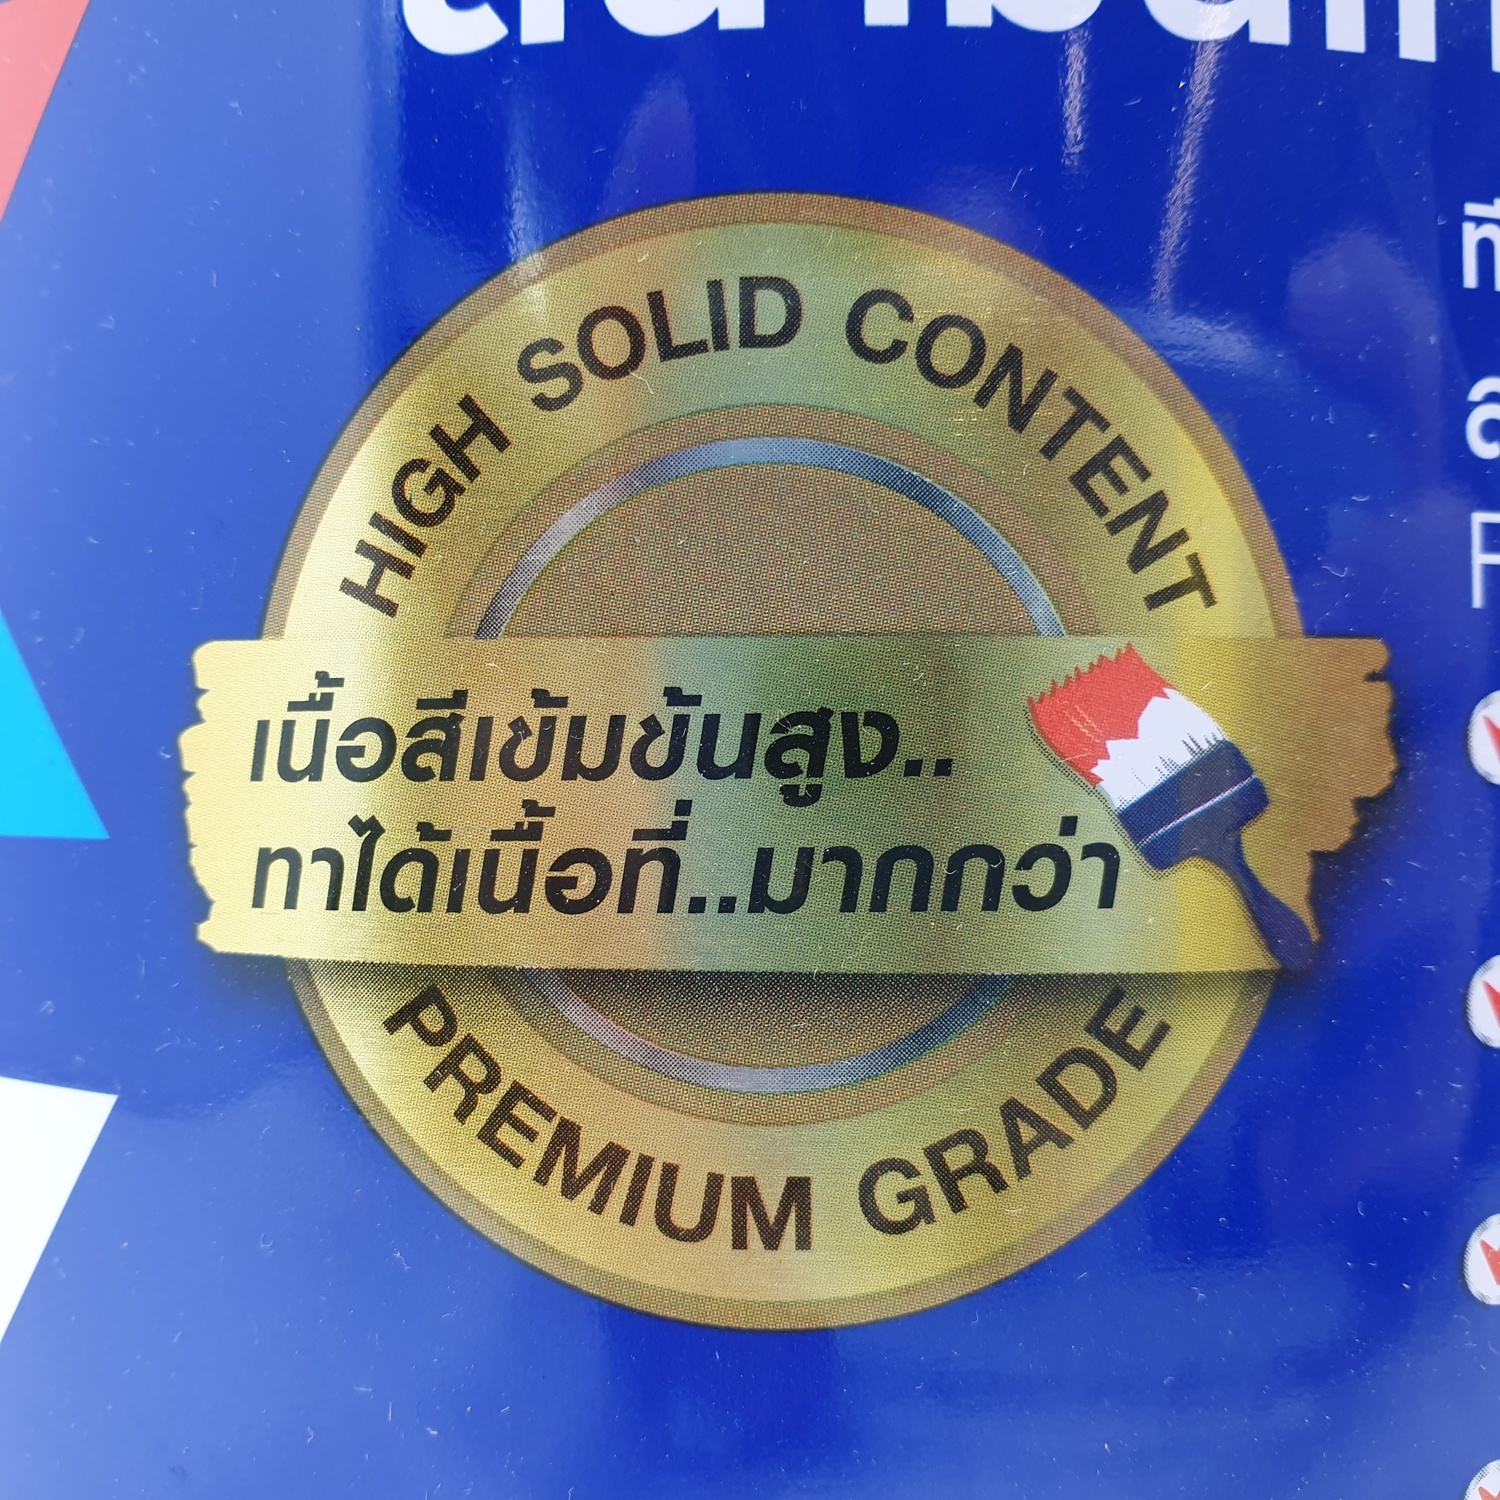 HIGH SOLID CONTENT
เนื้อสีเข้มข้นสูง..
ทาได้เนื้อที่..มากกว่า
PREMIUM GRADE